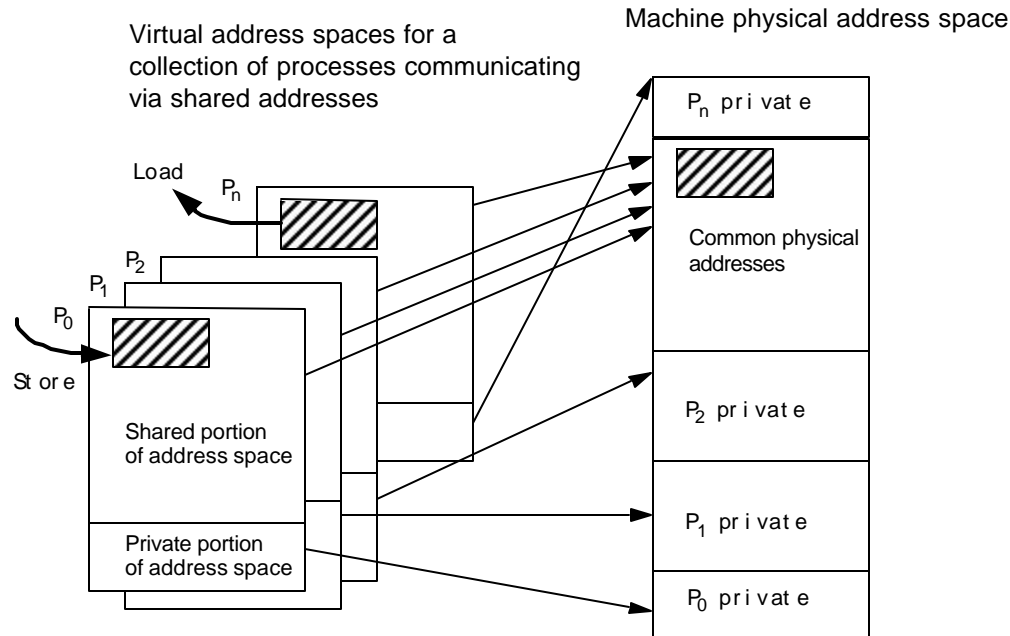 Machine physical address space
Virtual address spaces for a
collection of processes communicating
via shared addresses
Pn private
Load
Pn
Common physical
addresses
P2
P1
P0
Store
P2 private
Shared portion
of address space
P1 private
Private portion
of address space
P0 private